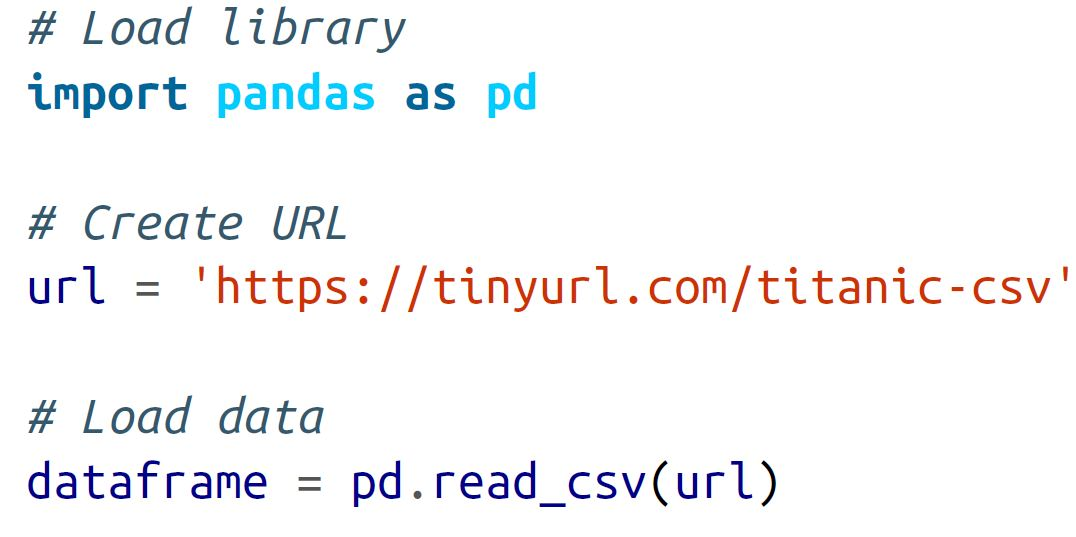 # Load library
import pandas as pd
# Create URL
url = 'https://tinyurl.com/titanic-csv'
# Load data
dataframe = pd.read_csv(url)